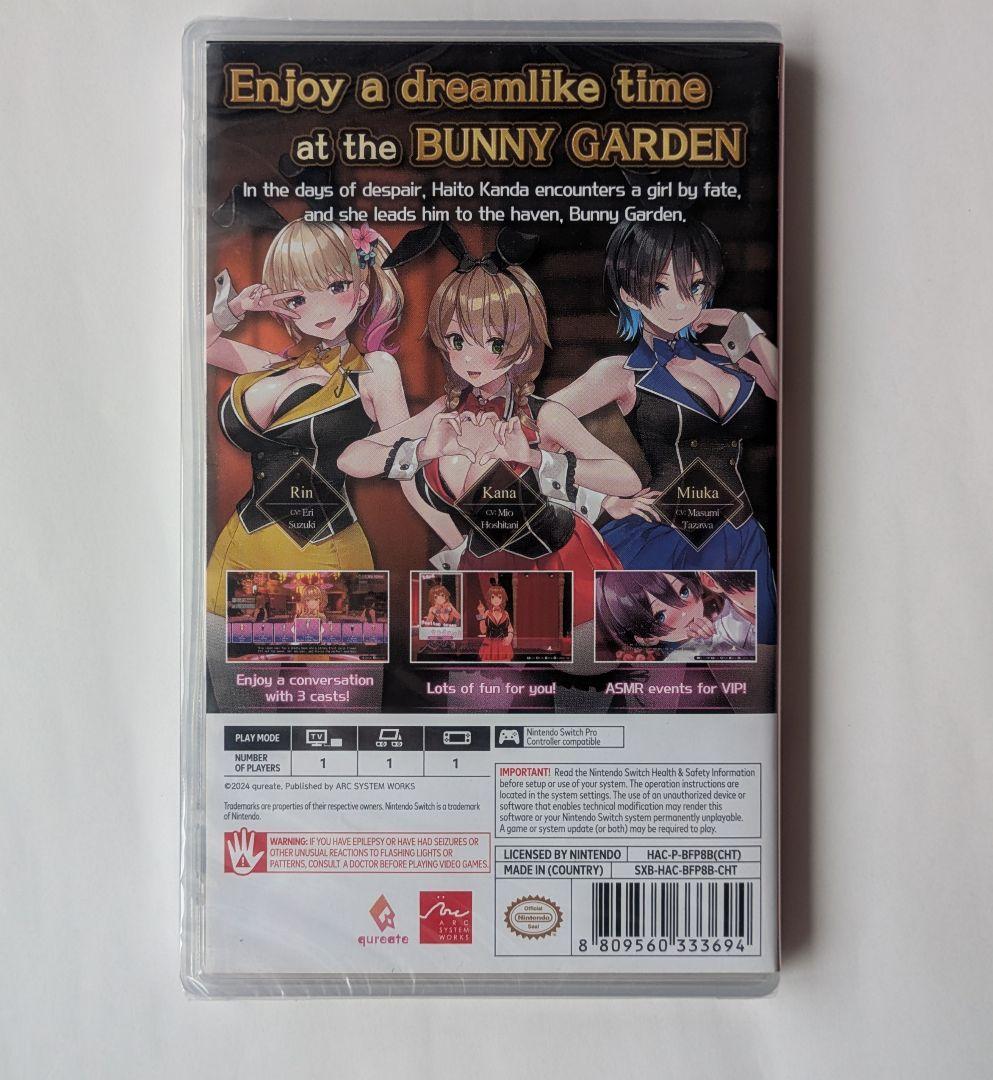 Enjoy a dreamlike time
at the BUNNY GARDEN
In the days of despair, Haito Kanda encounters a girl by fate,
and she leads him to the haven, Bunny Garden.
Rin
CV: Eri
Suzuki
Kana
CV: Mio
Hoshitani
Miuka
CV: Masumi
Tazawa
Enjoy a conversation
with 3 casts!
Lots of fun for you!
ASMR events for VIP!
PLAY MODE
TV
NUMBER
OF PLAYERS
1
1
1
Nintendo Switch Pro
Controller compatible
©2024 qureate, Published by ARC SYSTEM WORKS
Trademarks are properties of their respective owners. Nintendo Switch is a trademark
of Nintendo.
WARNING: IF YOU HAVE EPILEPSY OR HAVE HAD SEIZURES OR
OTHER UNUSUAL REACTIONS TO FLASHING LIGHTS OR
PATTERNS, CONSULT A DOCTOR BEFORE PLAYING VIDEO GAMES.
IMPORTANT! Read the Nintendo Switch Health & Safety Information
before setup or use of your system. The operation instructions are
located in the system settings. The use of an unauthorized device or
software that enables technical modification may render this
software or your Nintendo Switch system permanently unplayable.
A game or system update (or both) may be required to play.
LICENSED BY NINTENDO
HAC-P-BFP8B(CHT)
MADE IN (COUNTRY)
SXB-HAC-BFP8B-CHT
qureate
Arc
ARC
SYSTEM
WORKS
Official
Nintendo
Seal
8 809560 333694